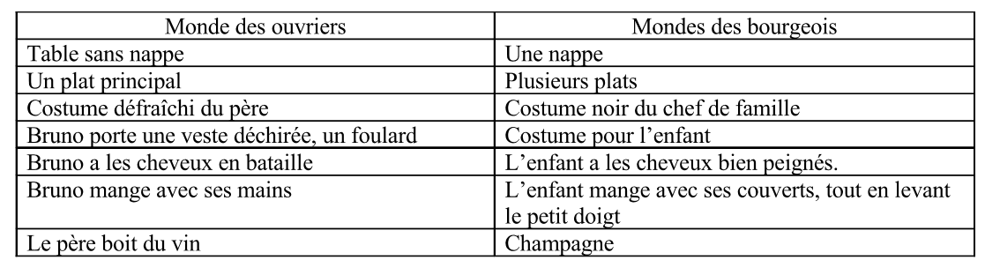 Monde des ouvriers Mondes des bourgeois
Table sans nappe Une nappe
Un plat principal Plusieurs plats
Costume défraîchi du père Costume noir du chef de famille
Bruno porte une veste déchirée, un foulard Costume pour l’enfant
Bruno a les cheveux en bataille L’enfant a les cheveux bien peignés.
Bruno mange avec ses mains L’enfant mange avec ses couverts, tout en levant
le petit doigt
Le père boit du vin Champagne